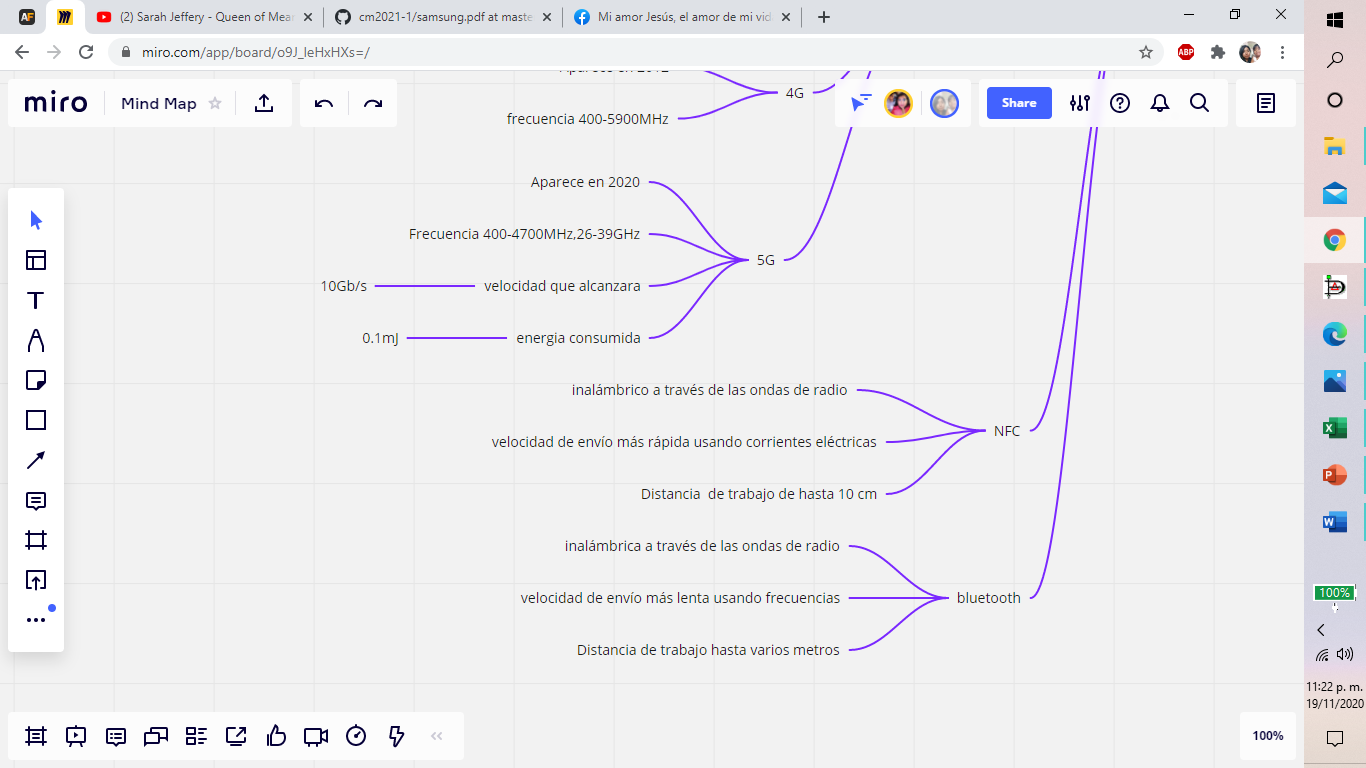 (2) Sarah Jeffery - Queen of Mear
cm2021-1/samsung.pdf at maste
Mi amor Jesús, el amor de mi vid
miro.com/app/board/o9J_leHxHXs=/
ABP
miro
Mind Map
Share
Aparece en 2012
4G
frecuencia 400-5900MHz
Aparece en 2020
Frecuencia 400-4700MHz,26-39GHz
5G
10Gb/s
velocidad que alcanzara
0.1mJ
energia consumida
inalámbrico a través de las ondas de radio
NFC
velocidad de envío más rápida usando corrientes eléctricas
Distancia  de trabajo de hasta 10 cm
inalámbrica a través de las ondas de radio
velocidad de envío más lenta usando frecuencias
bluetooth
Distancia de trabajo hasta varios metros
100%
100%
11:22 p. m.
19/11/2020